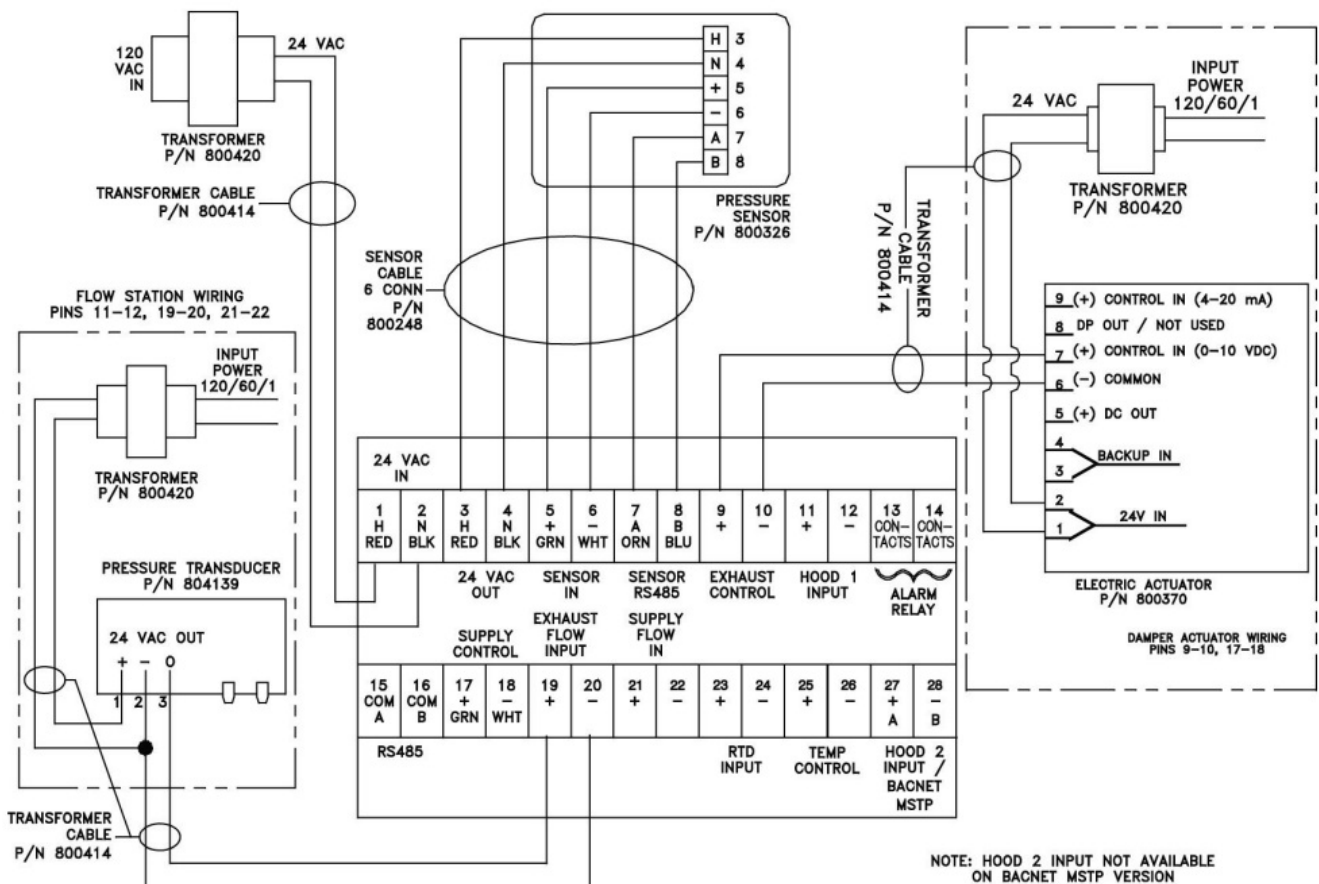 120
VAC
IN
24 VAC
TRANSFORMER
P/N 800420
TRANSFORMER CABLE
P/N 800414
H 3
N 4
+ 5
− 6
A 7
B 8
PRESSURE
SENSOR
P/N 800326
SENSOR
CABLE
6 CONN
P/N
800248
INPUT
POWER
120/60/1
24 VAC
TRANSFORMER
P/N 800420
TRANSFORMER
CABLE
P/N 800414
9 (+) CONTROL IN (4-20 mA)
8 DP OUT / NOT USED
7 (+) CONTROL IN (0-10 VDC)
6 (-) COMMON
5 (+) DC OUT
4
3
BACKUP IN
2
1
24V IN
ELECTRIC ACTUATOR
P/N 800370
DAMPER ACTUATOR WIRING
PINS 9-10, 17-18
FLOW STATION WIRING
PINS 11-12, 19-20, 21-22
INPUT
POWER
120/60/1
TRANSFORMER
P/N 800420
PRESSURE TRANSDUCER
P/N 804139
24 VAC OUT
+ − O
1 2 3
TRANSFORMER
CABLE
P/N 800414
24 VAC
IN
1 2 3 4 5 6 7 8 9 10 11 12 13 14
H N H N + − A B + − + − CON- CON-
RED BLK RED BLK GRN WHT ORN BLU TACTS TACTS
24 VAC
OUT
SENSOR
IN
SENSOR
RS485
EXHAUST
CONTROL
HOOD 1
INPUT
ALARM
RELAY
SUPPLY
CONTROL
EXHAUST
FLOW
INPUT
SUPPLY
FLOW
IN
15 16 17 18 19 20 21 22 23 24 25 26 27 28
COM COM + − + − + − + − + − + −
A B GRN WHT A B
RS485
RTD
INPUT
TEMP
CONTROL
HOOD 2
INPUT /
BACNET
MSTP
NOTE: HOOD 2 INPUT NOT AVAILABLE
ON BACNET MSTP VERSION